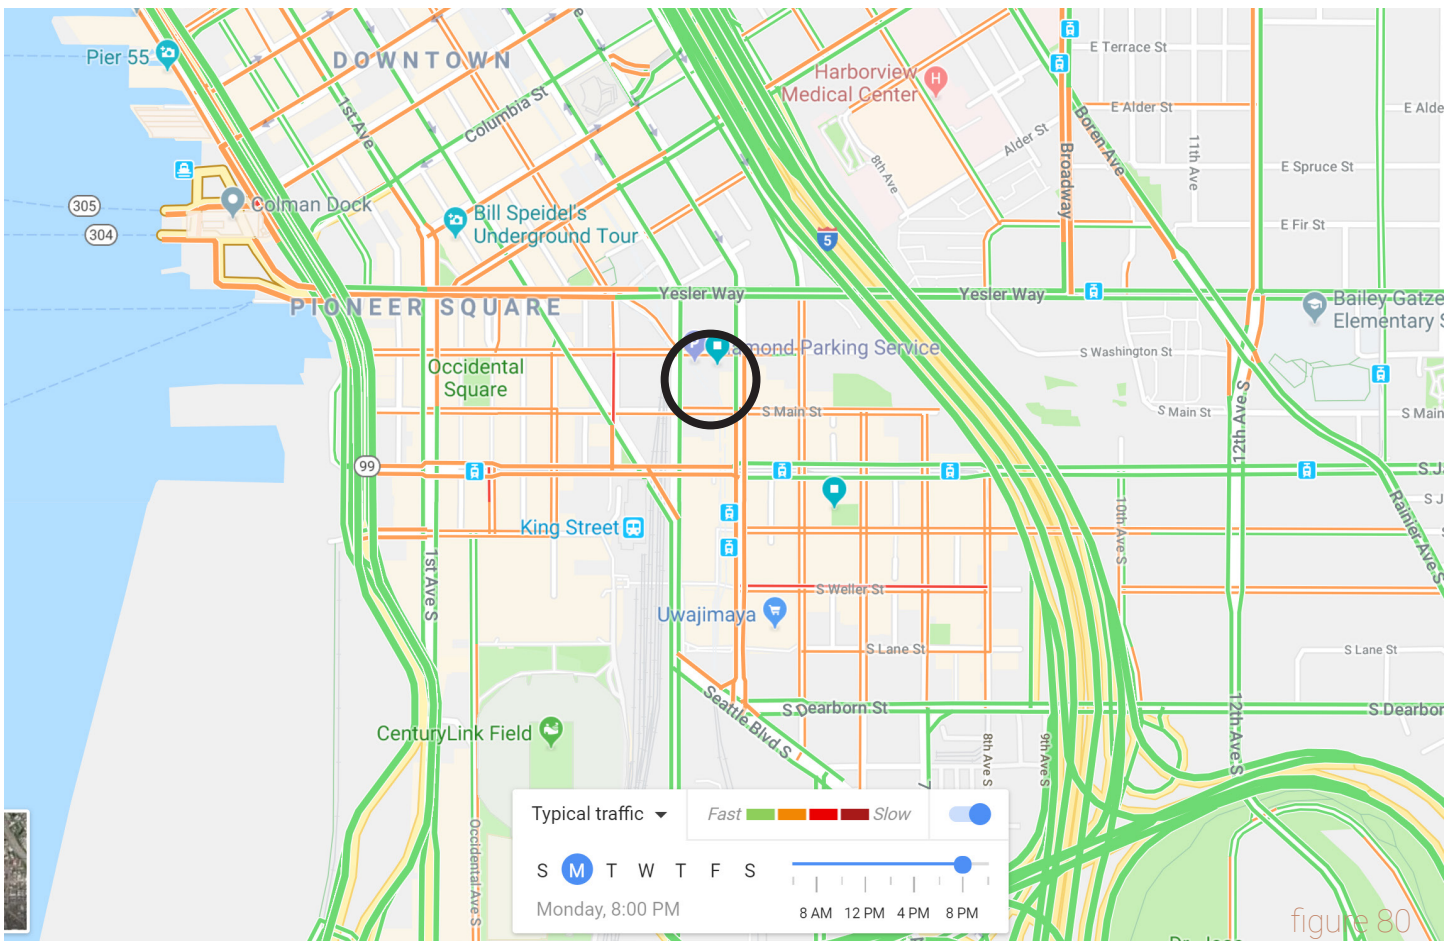 Pier 55
DOWNTOWN
1st Ave
Columbia St
Harborview
Medical Center
H
E Terrace St
E Alder St
E Alde
Alder St
Boren Ave
11th Ave
Broadway
8th Ave
E Spruce St
E Fir St
305
304
Colman Dock
Bill Speidel's
Underground Tour
5
Yesler Way
Yesler Way
PIONEER SQUARE
Bailey Gatze
Elementary S
amond Parking Service
S Washington St
Occidental
Square
S Main St
S Main St
S Main
12th Ave S
99
S J
S J
King Street
10th Ave S
Rainier Ave S
1st Ave S
S Weller St
Uwajimaya
S Lane St
S Lane St
Seattle Blvd S
S Dearborn St
S Dearbor
12th Ave S
CenturyLink Field
8th Ave S
9th Ave S
7
Occidental Ave S
Typical traffic
Fast
Slow
S M T W T F S
Monday, 8:00 PM
8 AM 12 PM 4 PM 8 PM
figure 80